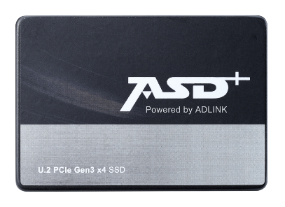 ASD+
Powered by ADLINK
U.2 PCIe Gen3 x4 SSD